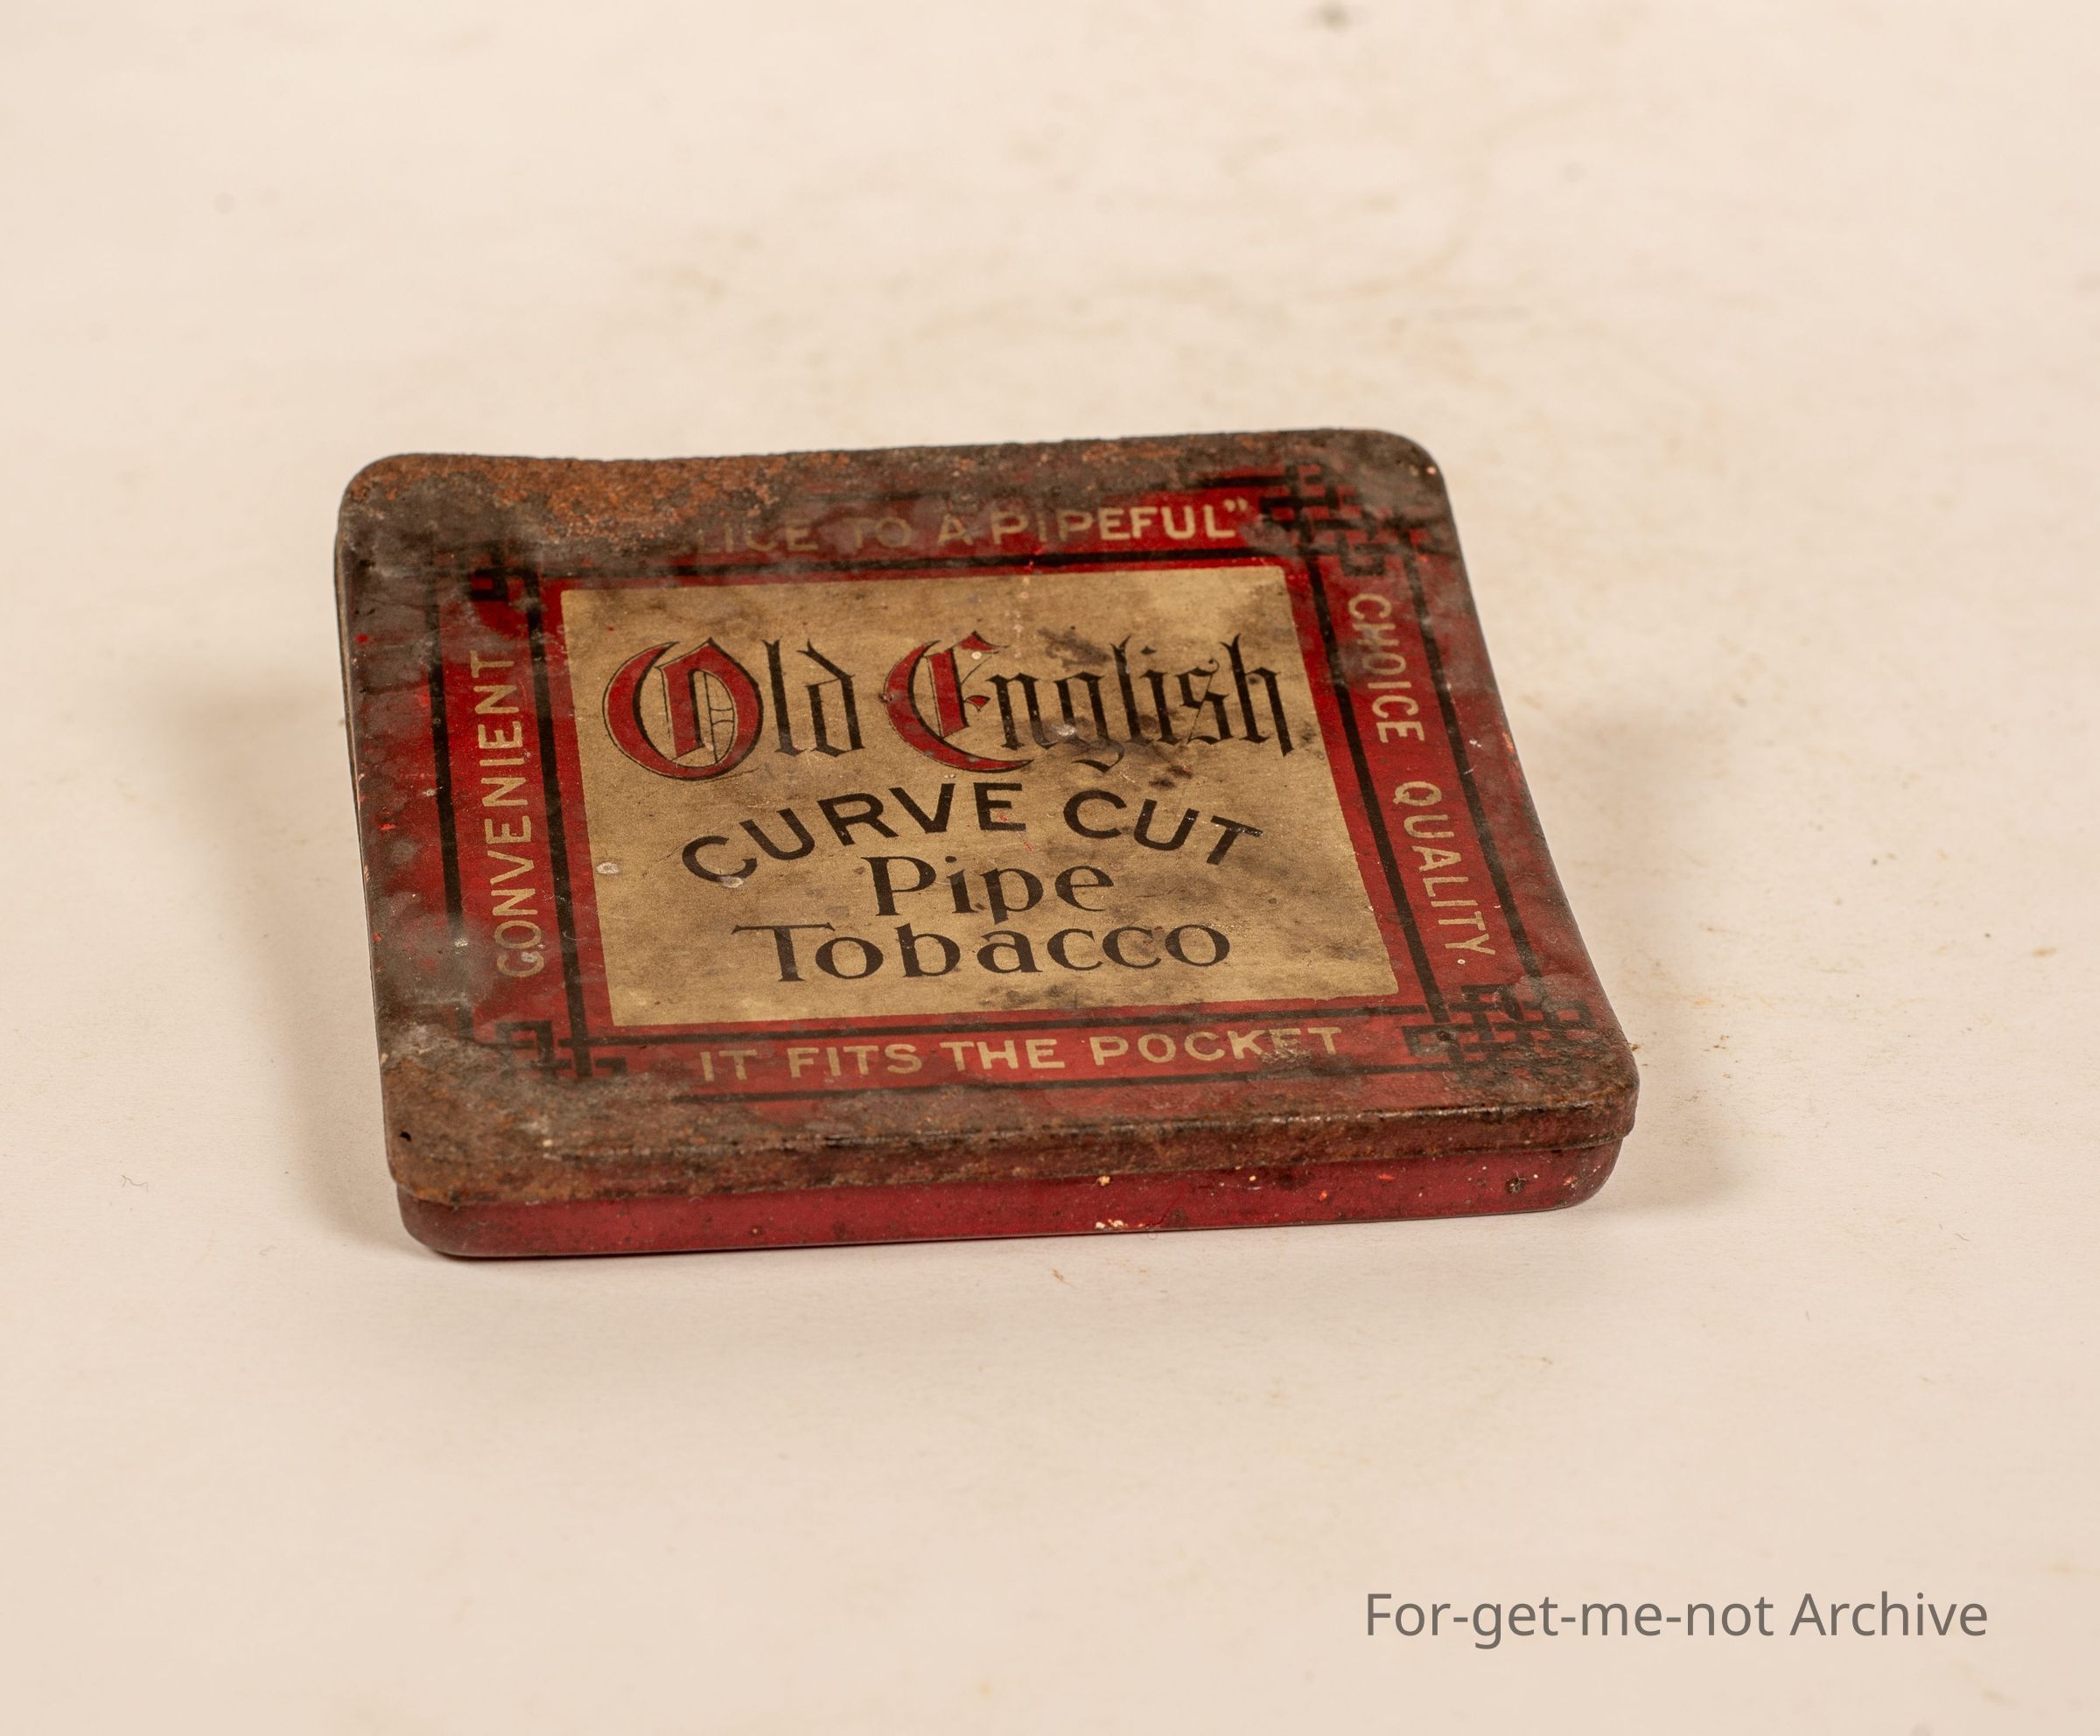 TO A PIPEFUL”
Old English
CURVE CUT
Pipe
Tobacco
CONVENIENT
CHOICE QUALITY.
IT FITS THE POCKET
For-get-me-not Archive